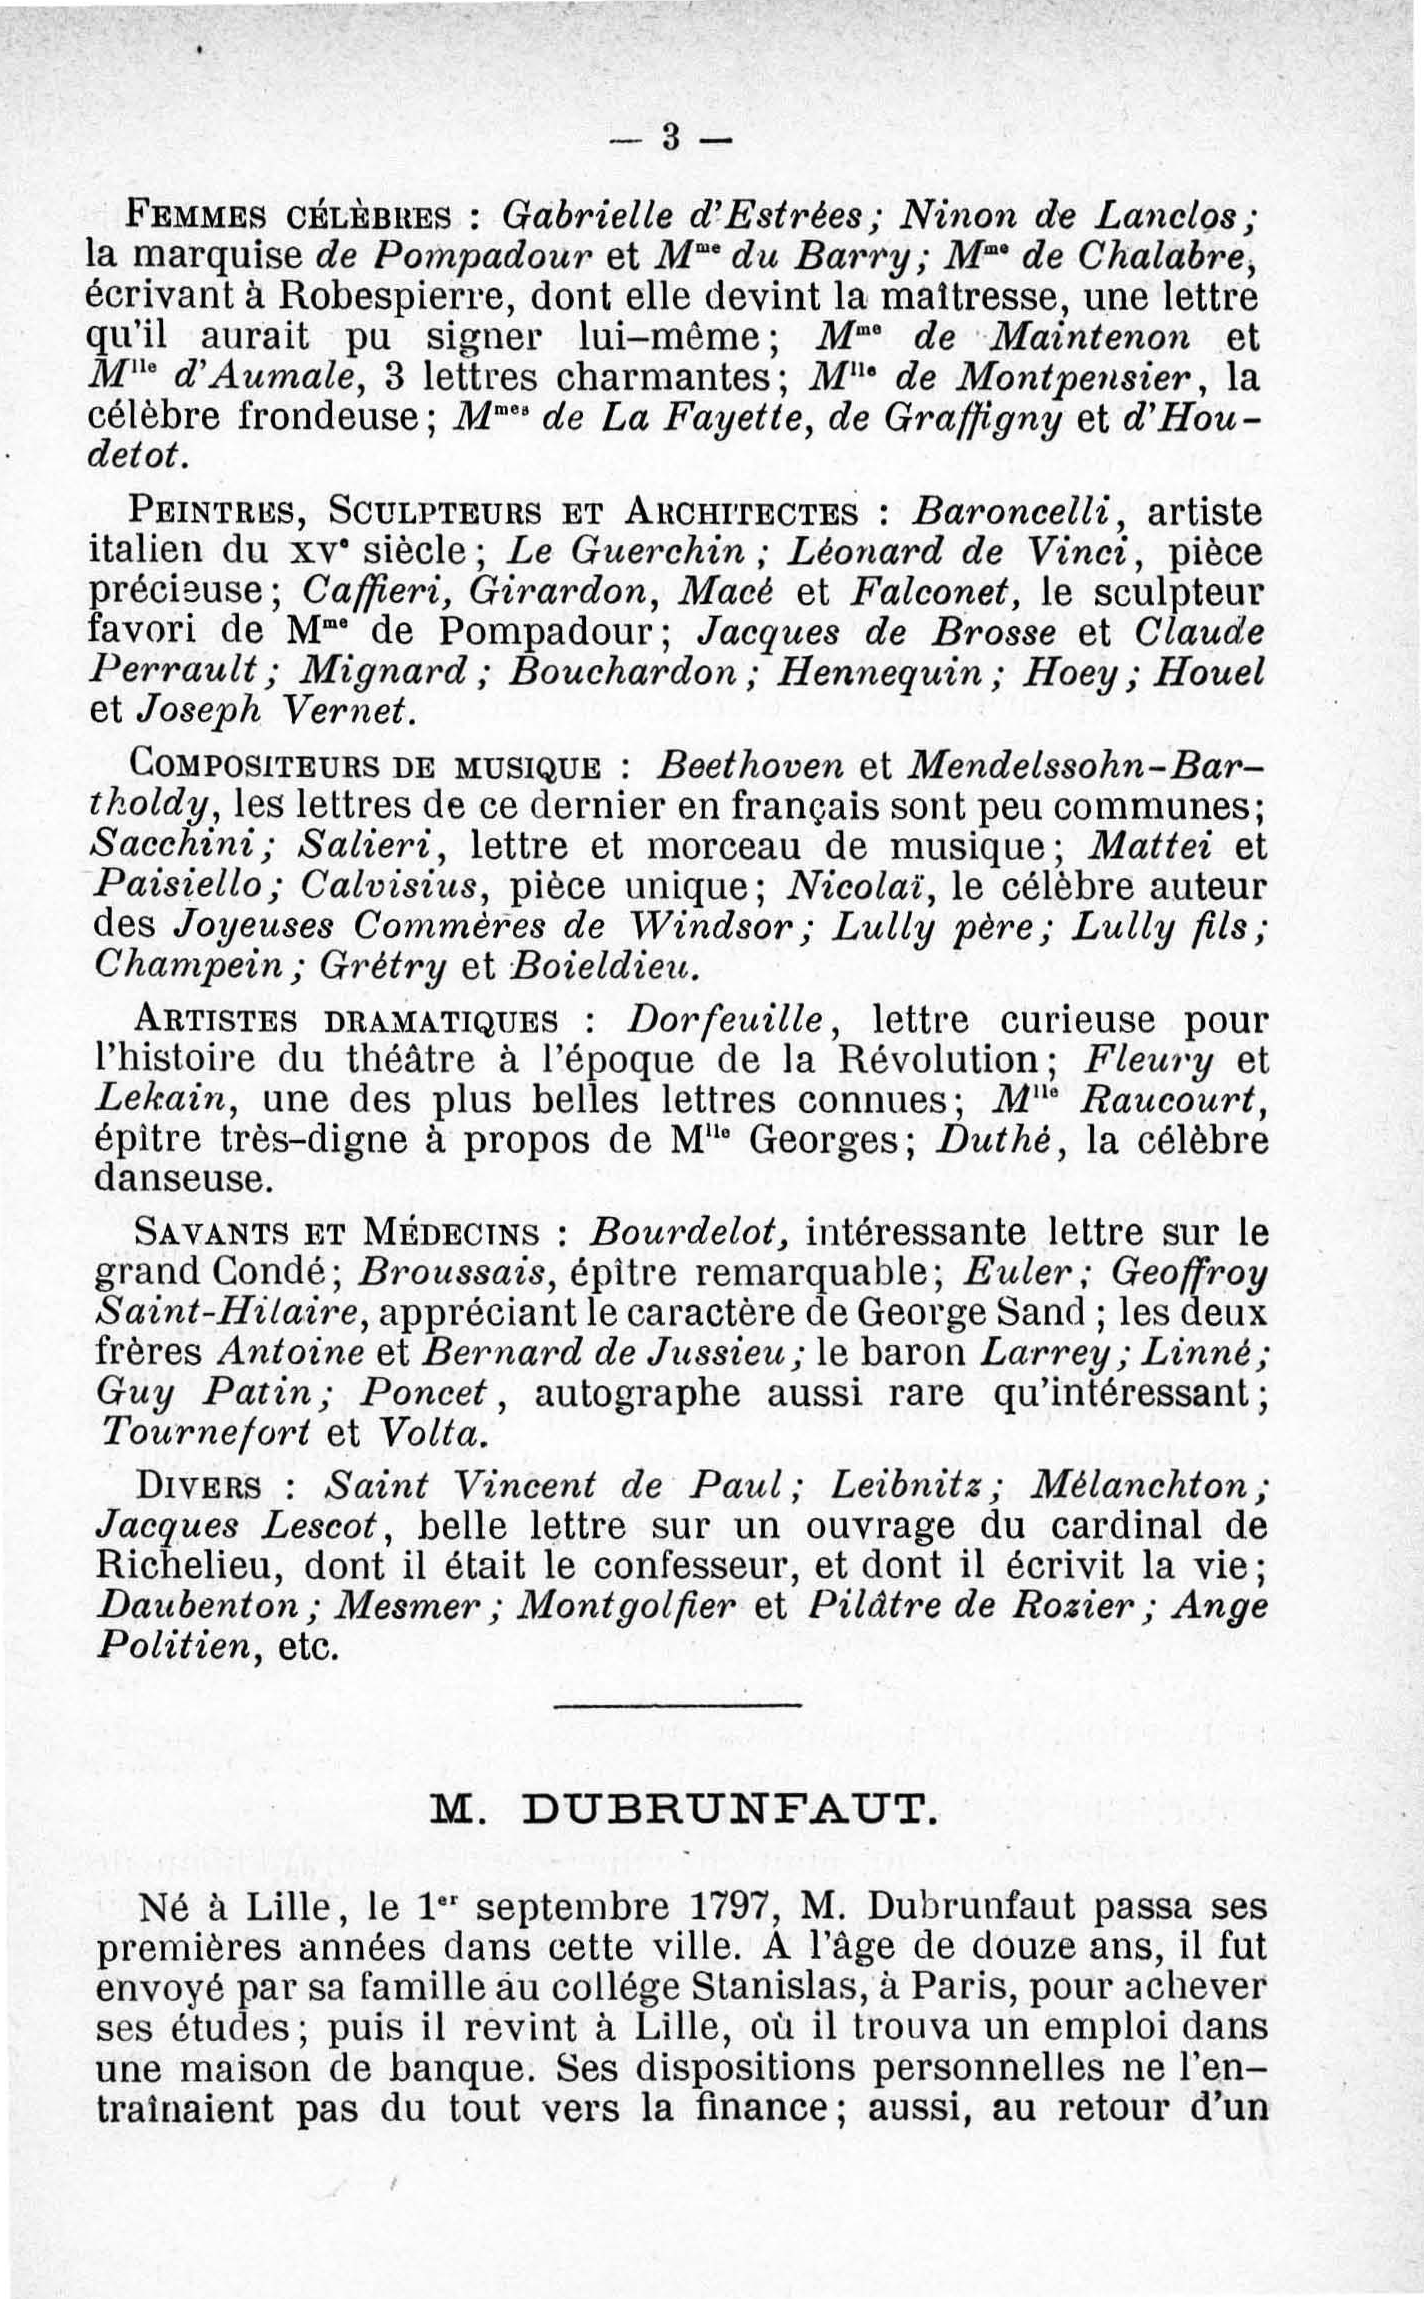 — 3 —
FEMMES CÉLÈBRES : Gabrielle d'Estrées; Ninon de Lanclos;
la marquise de Pompadour et Mme du Barry; Mme de Chalabre,
écrivant à Robespierre, dont elle devint la maîtresse, une lettre
qu'il aurait pu signer lui-même; Mme de Maintenon et
Mlle d'Aumale, 3 lettres charmantes; Mlle de Montpensier, la
célèbre frondeuse; Mmes de La Fayette, de Graffigny et d'Hou-
detot.
PEINTRES, SCULPTEURS ET ARCHITECTES : Baroncelli, artiste
italien du XVe siècle; Le Guerchin; Léonard de Vinci, pièce
précieuse; Caffieri, Girardon, Macé et Falconet, le sculpteur
favori de Mme de Pompadour; Jacques de Brosse et Claude
Perrault; Mignard; Bouchardon; Hennequin; Hoey; Houel
et Joseph Vernet.
COMPOSITEURS DE MUSIQUE : Beethoven et Mendelssohn-Bar-
tholdy, les lettres de ce dernier en français sont peu communes;
Sacchini; Salieri, lettre et morceau de musique; Mattei et
Paisiello; Calvisius, pièce unique; Nicolaï, le célèbre auteur
des Joyeuses Commères de Windsor; Lully père; Lully fils;
Champein; Grétry et Boieldieu.
ARTISTES DRAMATIQUES : Dorfeuille, lettre curieuse pour
l'histoire du théâtre à l'époque de la Révolution; Fleury et
Lekain, une des plus belles lettres connues; Mlle Raucourt,
épître très-digne à propos de Mlle Georges; Duthé, la célèbre
danseuse.
SAVANTS ET MÉDECINS : Bourdelot, intéressante lettre sur le
grand Condé; Broussais, épître remarquable; Euler; Geoffroy
Saint-Hilaire, appréciant le caractère de George Sand; les deux
frères Antoine et Bernard de Jussieu; le baron Larrey; Linné;
Guy Patin; Poncet, autographe aussi rare qu'intéressant;
Tournefort et Volta.
DIVERS : Saint Vincent de Paul; Leibnitz; Mélanchton;
Jacques Lescot, belle lettre sur un ouvrage du cardinal de
Richelieu, dont il était le confesseur, et dont il écrivit la vie;
Daubenton; Mesmer; Montgolfier et Pilâtre de Rozier; Ange
Politien, etc.
M. DUBRUNFAUT.
Né à Lille, le 1er septembre 1797, M. Dubrunfaut passa ses
premières années dans cette ville. A l'âge de douze ans, il fut
envoyé par sa famille au collége Stanislas, à Paris, pour achever
ses études; puis il revint à Lille, où il trouva un emploi dans
une maison de banque. Ses dispositions personnelles ne l'en-
traînaient pas du tout vers la finance; aussi, au retour d'un